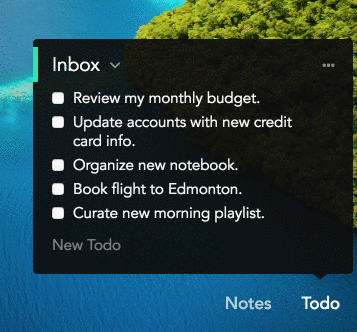 Inbox
Review my monthly budget.
Update accounts with new credit
card info.
Organize new notebook.
Book flight to Edmonton.
Curate new morning playlist.
New Todo
Notes Todo